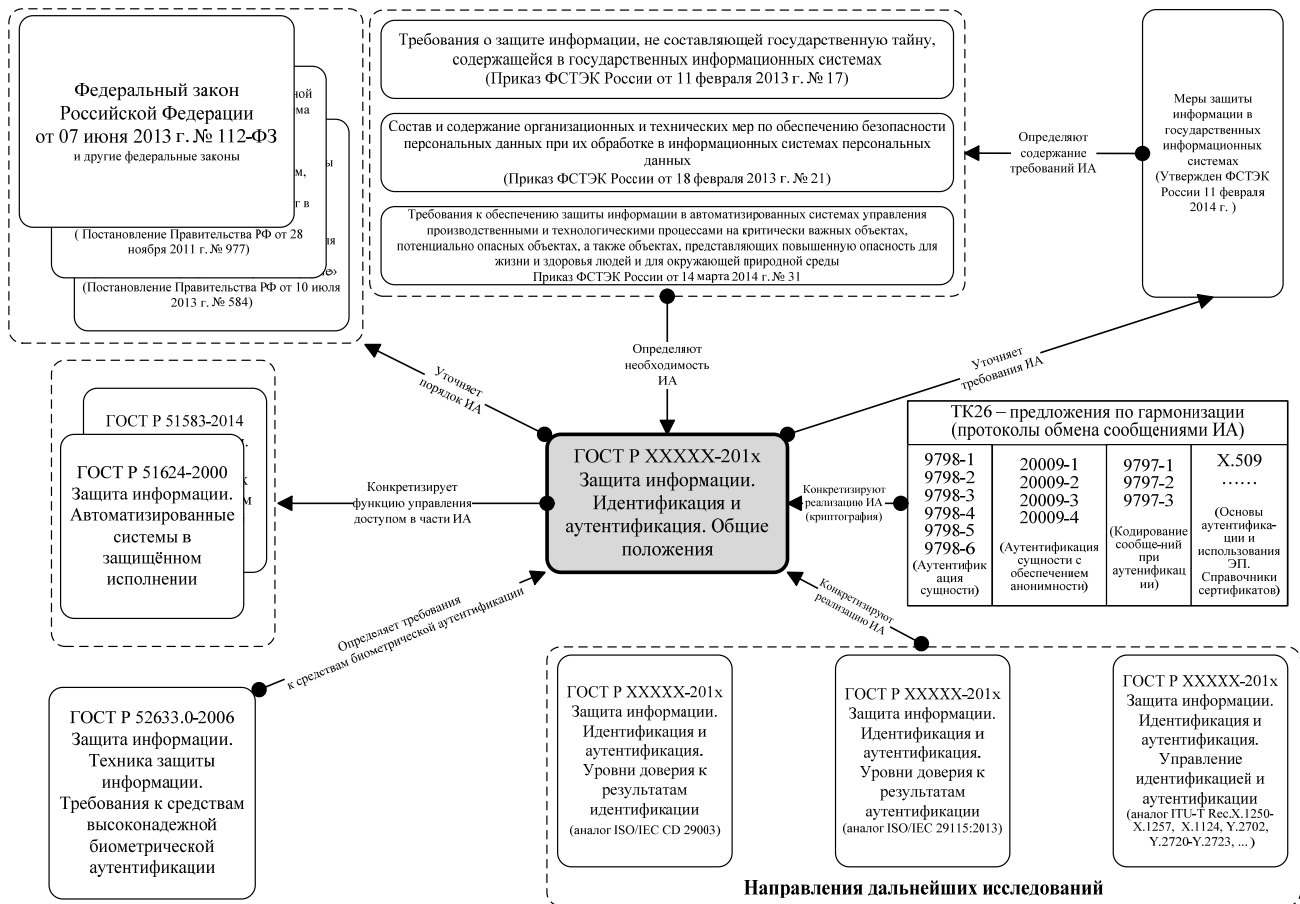 Федеральный закон
Российской Федерации
от 07 июня 2013 г. № 112-ФЗ
и другие федеральные законы
ной
ма
ы
м,
г в
( Постановление Правительства РФ от 28
ноября 2011 г. № 977)
ля
е»
(Постановление Правительства РФ от 10 июля
2013 г. № 584)
Требования о защите информации, не составляющей государственную тайну,
содержащейся в государственных информационных системах
(Приказ ФСТЭК России от 11 февраля 2013 г. № 17)
Состав и содержание организационных и технических мер по обеспечению безопасности
персональных данных при их обработке в информационных системах персональных
данных
(Приказ ФСТЭК России от 18 февраля 2013 г. № 21)
Требования к обеспечению защиты информации в автоматизированных системах управления
производственными и технологическими процессами на критически важных объектах,
потенциально опасных объектах, а также объектах, представляющих повышенную опасность для
жизни и здоровья людей и для окружающей природной среды
Приказ ФСТЭК России от 14 марта 2014 г. № 31
Определяют
содержание
требований ИА
Меры защиты
информации в
государственных
информационных
системах
(Утвержден ФСТЭК
России 11 февраля
2014 г. )
Уточняет
порядок ИА
Определяют
необходимость
ИА
Уточняет
требования ИА
ГОСТ Р 51583-2014
ГОСТ Р 51624-2000
Защита информации.
Автоматизированные
системы в
защищённом
исполнении
Конкретизирует
функцию управления
доступом в части ИА
ГОСТ Р XXXXX-201x
Защита информации.
Идентификация и
аутентификация. Общие
положения
Конкретизируют
реализацию ИА
(криптография)
ТК26 – предложения по гармонизации
(протоколы обмена сообщениями ИА)
9798-1
9798-2
9798-3
9798-4
9798-5
9798-6
(Аутентифик
ация
сущности)
20009-1
20009-2
20009-3
20009-4
(Аутентификация
сущности с
обеспечением
анонимности)
9797-1
9797-2
9797-3
(Кодирование
сообще-ний
при
аутенификац
ии)
X.509
……
(Основы
аутентифика-
ции и
использования
ЭП.
Справочники
сертификатов)
Определяет требования
к средствам биометрической аутентификации
Конкретизируют
реализацию ИА
ГОСТ Р 52633.0-2006
Защита информации.
Техника защиты
информации.
Требования к средствам
высоконадежной
биометрической
аутентификации
ГОСТ Р XXXXX-201x
Защита информации.
Идентификация и
аутентификация.
Уровни доверия к
результатам
идентификации
(аналог ISO/IEC CD 29003)
ГОСТ Р XXXXX-201x
Защита информации.
Идентификация и
аутентификация.
Уровни доверия к
результатам
аутентификации
(аналог ISO/IEC 29115:2013)
ГОСТ Р XXXXX-201x
Защита информации.
Идентификация и
аутентификация.
Управление
идентификацией и
аутентификации
(аналог ITU-T Rec.X.1250-
X.1257, X.1124, Y.2702,
Y.2720-Y.2723, ... )
Направления дальнейших исследований